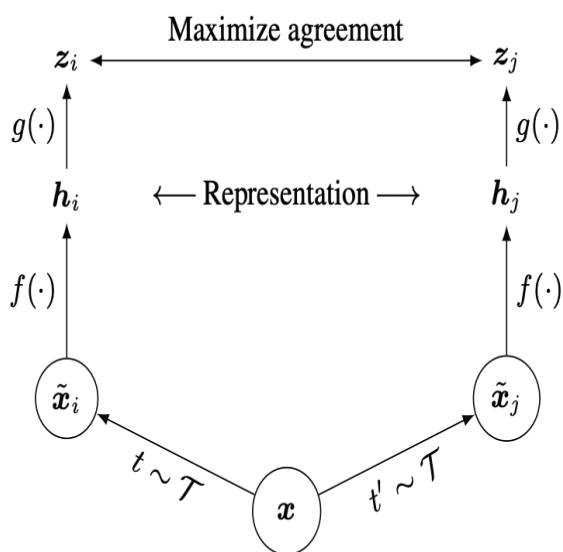 Maximize agreement
z_i z_j
g(·) g(·)
h_i ⟵ Representation ⟶ h_j
f(·) f(·)
x̃_i x̃_j
t ∼ 𝒯 t′ ∼ 𝒯
x